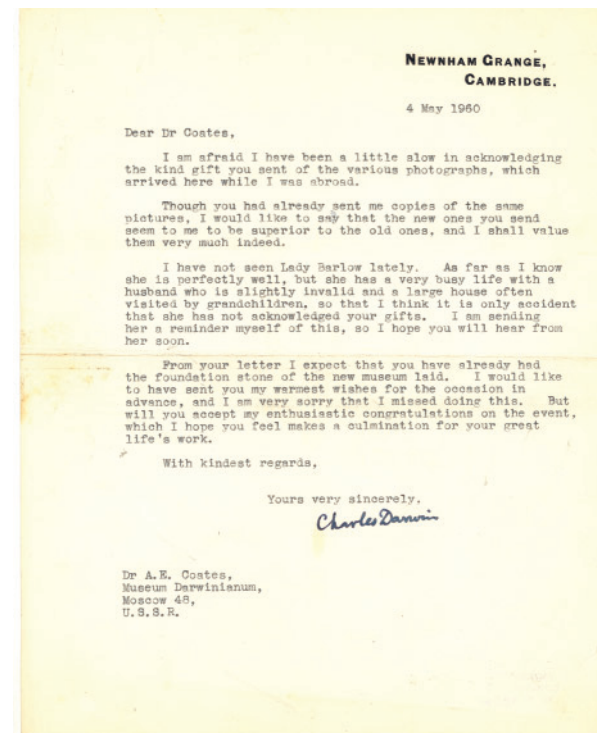 NEWNHAM GRANGE,
CAMBRIDGE.
4 May 1960
Dear Dr Coates,
I am afraid I have been a little slow in acknowledging
the kind gift you sent of the various photographs, which
arrived here while I was abroad.
Though you had already sent me copies of the same
pictures, I would like to say that the new ones you send
seem to me to be superior to the old ones, and I shall value
them very much indeed.
I have not seen Lady Barlow lately. As far as I know
she is perfectly well, but she has a very busy life with a
husband who is slightly invalid and a large house often
visited by grandchildren, so that I think it is only accident
that she has not acknowledged your gifts. I am sending
her a reminder myself of this, so I hope you will hear from
her soon.
From your letter I expect that you have already had
the foundation stone of the new museum laid. I would like
to have sent you my warmest wishes for the occasion in
advance, and I am very sorry that I missed doing this. But
will you accept my enthusiastic congratulations on the event,
which I hope you feel makes a culmination for your great
life's work.
With kindest regards,
Yours very sincerely,
Charles Darwin
Dr A.E. Coates,
Museum Darwinianum,
Moscow 48,
U.S.S.R.